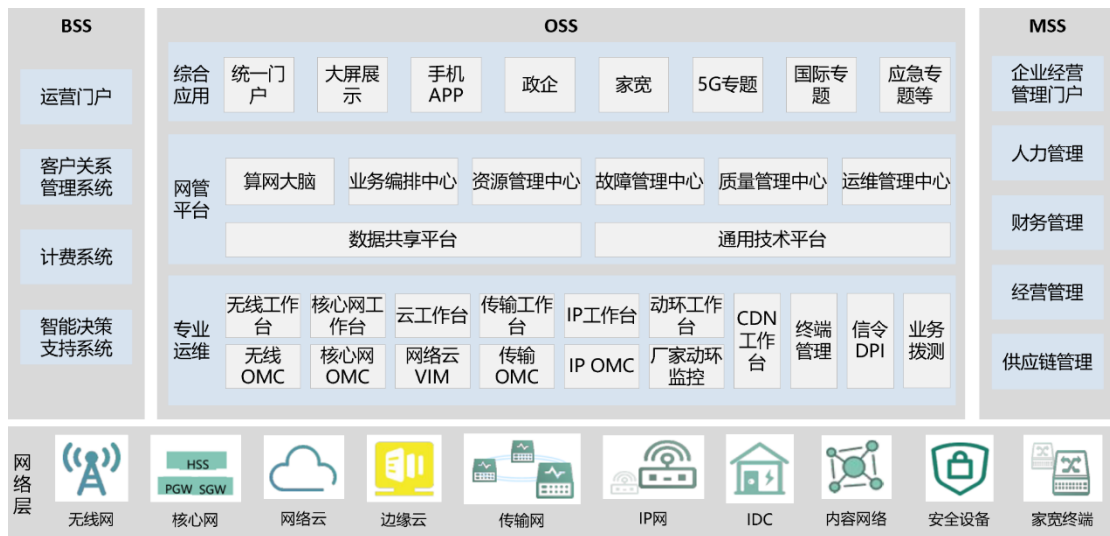 BSS
运营门户
客户关系
管理系统
计费系统
智能决策
支持系统
OSS
综合
应用
统一门
户
大屏展
示
手机
APP
政企
家宽
5G专题
国际专
题
应急专
题等
网管
平台
算网大脑
业务编排中心
资源管理中心
故障管理中心
质量管理中心
运维管理中心
数据共享平台
通用技术平台
专业
运维
无线工作
台
核心网工
作台
云工作台
传输工作
台
IP工作台
动环工作
台
无线
OMC
核心网
OMC
网络云
VIM
传输
OMC
IP OMC
厂家动环
监控
CDN
工作
台
终端
管理
信令
DPI
业务
拨测
MSS
企业经营
管理门户
人力管理
财务管理
经营管理
供应链管理
网
络
层
HSS
PGW SGW
无线网
核心网
网络云
边缘云
传输网
IP网
IDC
内容网络
安全设备
家宽终端